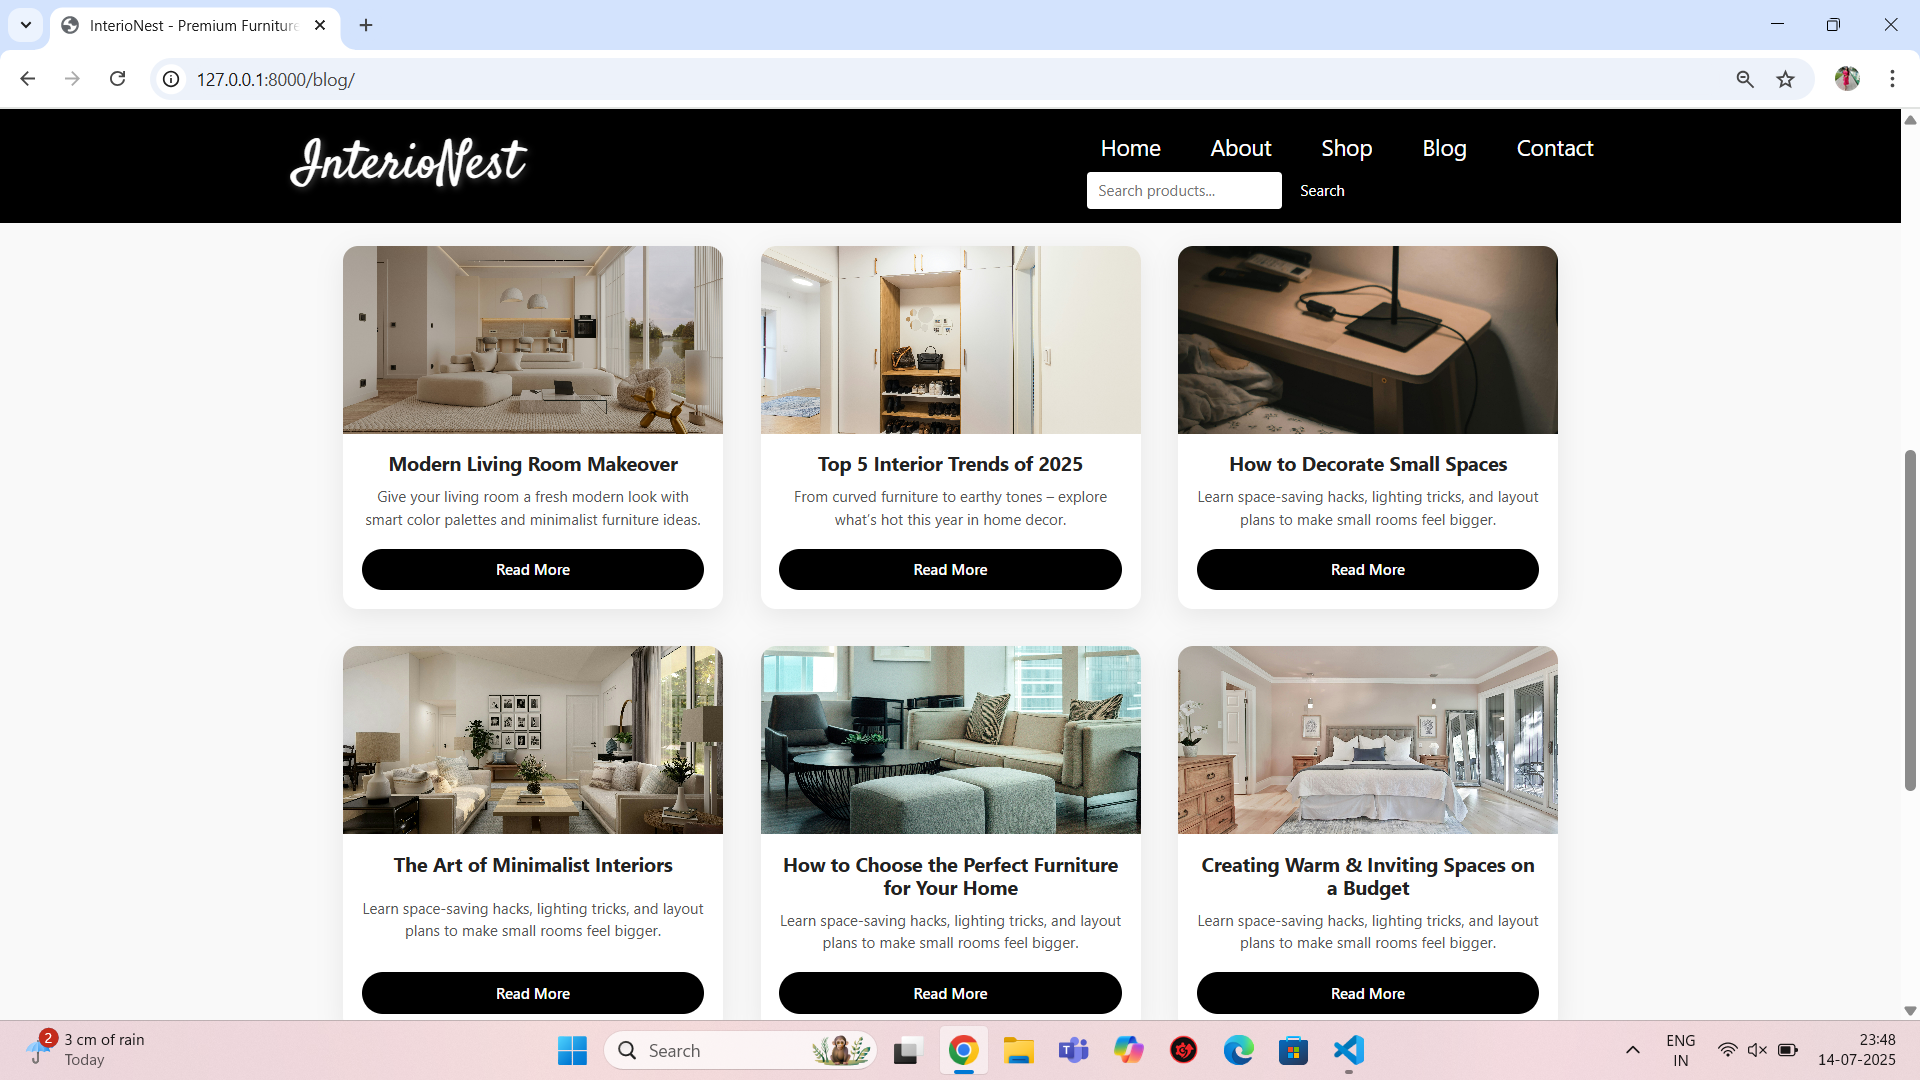 InterioNest - Premium Furniture
127.0.0.1:8000/blog/
InterioNest
Home About Shop Blog Contact
Search products... Search
Modern Living Room Makeover
Give your living room a fresh modern look with
smart color palettes and minimalist furniture ideas.
Read More
Top 5 Interior Trends of 2025
From curved furniture to earthy tones – explore
what's hot this year in home decor.
Read More
How to Decorate Small Spaces
Learn space-saving hacks, lighting tricks, and layout
plans to make small rooms feel bigger.
Read More
The Art of Minimalist Interiors
Learn space-saving hacks, lighting tricks, and layout
plans to make small rooms feel bigger.
Read More
How to Choose the Perfect Furniture
for Your Home
Learn space-saving hacks, lighting tricks, and layout
plans to make small rooms feel bigger.
Read More
Creating Warm & Inviting Spaces on
a Budget
Learn space-saving hacks, lighting tricks, and layout
plans to make small rooms feel bigger.
Read More
2
3 cm of rain
Today
Search
ENG
IN
23:48
14-07-2025